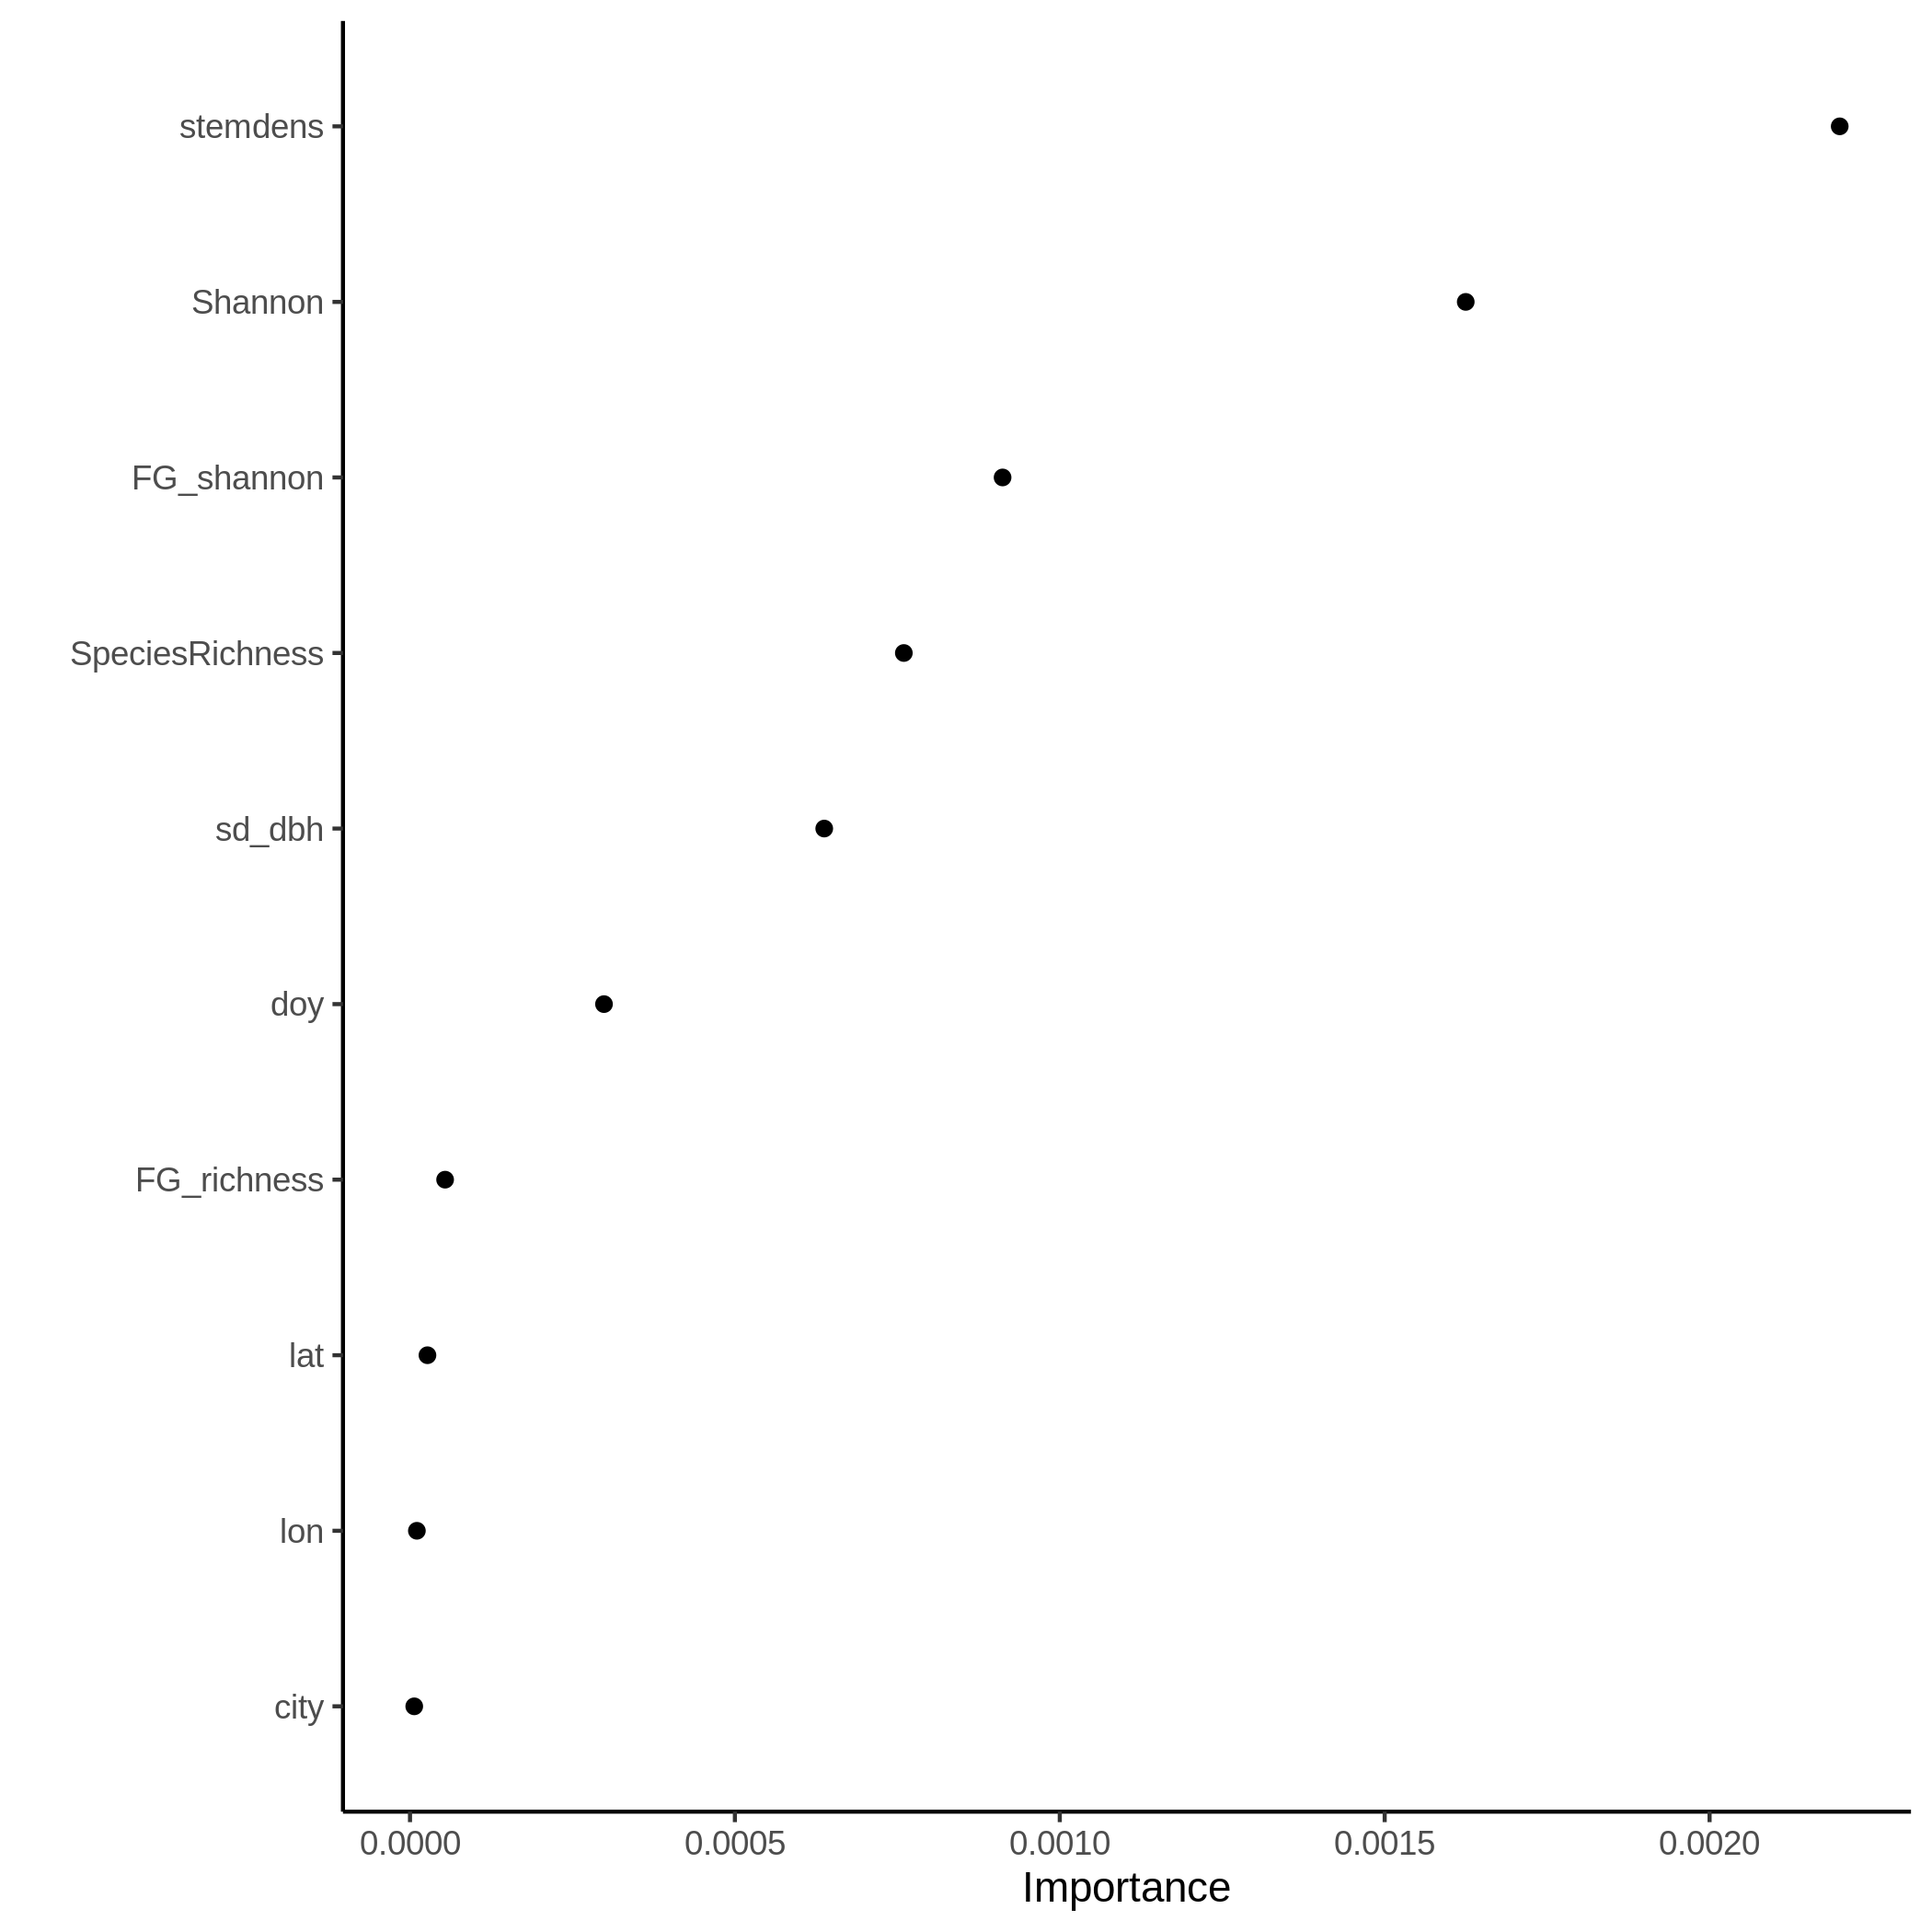 stemdens
Shannon
FG_shannon
SpeciesRichness
sd_dbh
doy
FG_richness
lat
lon
city
0.0000 0.0005 0.0010 0.0015 0.0020
Importance